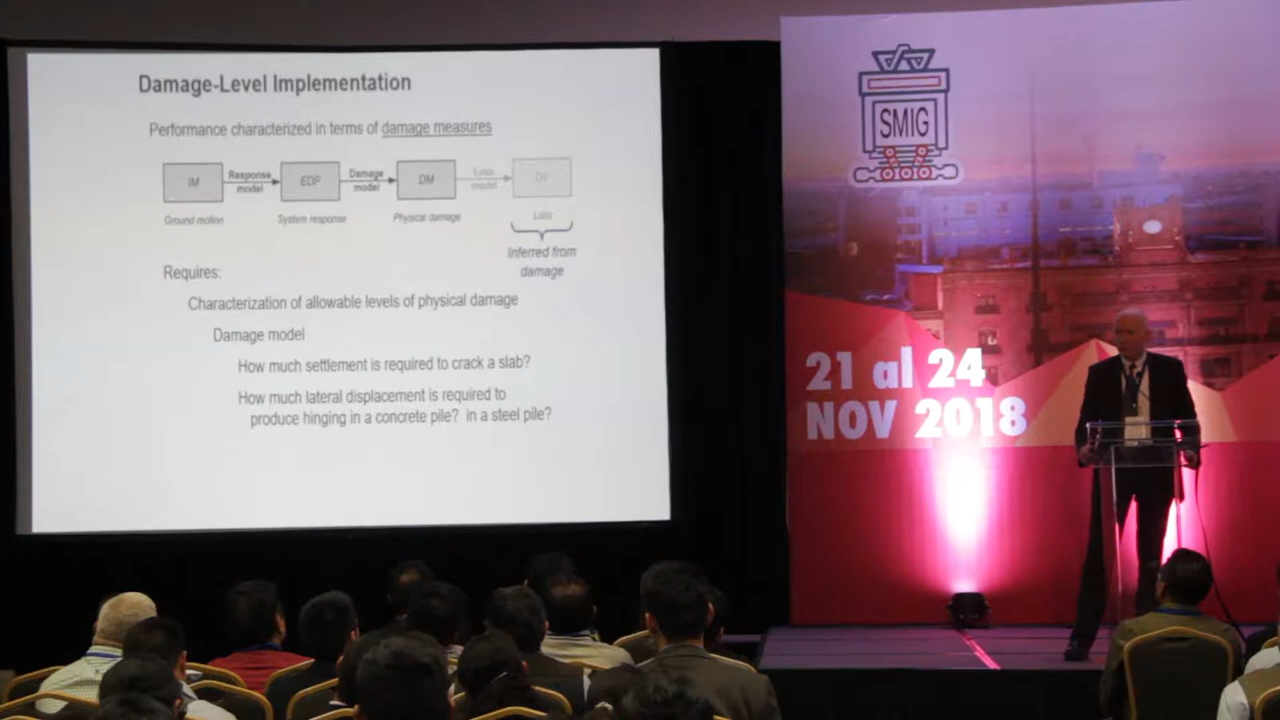 Damage-Level Implementation
Performance characterized in terms of damage measures
IM
Response model
EDP
Damage model
DM
Loss model
DV
Ground motion
System response
Physical damage
Loss
Inferred from
damage
Requires:
Characterization of allowable levels of physical damage
Damage model
How much settlement is required to crack a slab?
How much lateral displacement is required to
produce hinging in a concrete pile? in a steel pile?
SMIG
21 al 24
NOV 2018